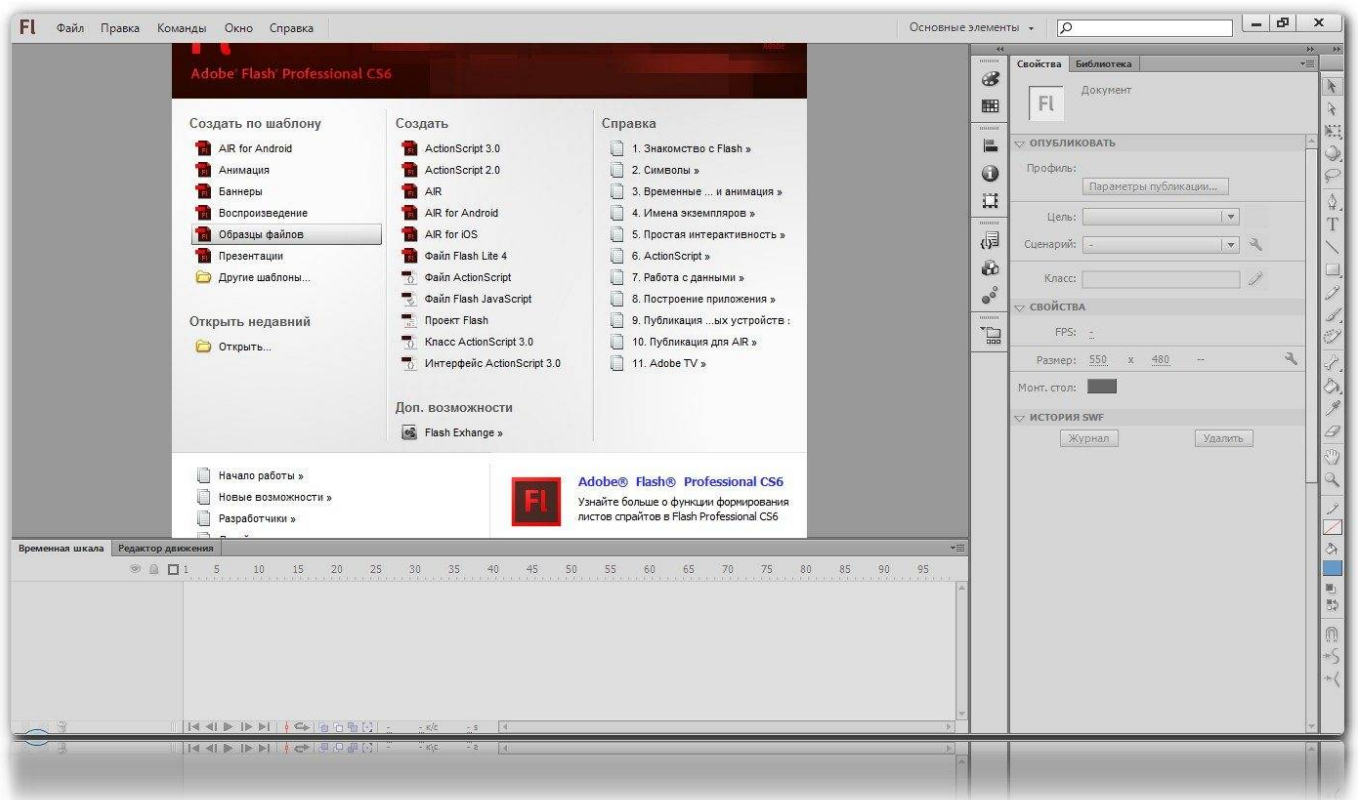 Fl Файл Правка Команды Окно Справка Основные элементы
Adobe® Flash® Professional CS6
Создать по шаблону
AIR for Android
Анимация
Баннеры
Воспроизведение
Образцы файлов
Презентации
Другие шаблоны...
Открыть недавний
Открыть...
Создать
ActionScript 3.0
ActionScript 2.0
AIR
AIR for Android
AIR for iOS
Файл Flash Lite 4
Файл ActionScript
Файл Flash JavaScript
Проект Flash
Класс ActionScript 3.0
Интерфейс ActionScript 3.0
Доп. возможности
Flash Exhange »
Справка
1. Знакомство с Flash »
2. Символы »
3. Временные ... и анимация »
4. Имена экземпляров »
5. Простая интерактивность »
6. ActionScript »
7. Работа с данными »
8. Построение приложения »
9. Публикация ...ых устройств :
10. Публикация для AIR »
11. Adobe TV »
Начало работы »
Новые возможности »
Разработчики »
Fl
Adobe® Flash® Professional CS6
Узнайте больше о функции формирования
листов спрайтов в Flash Professional CS6
Свойства Библиотека
Fl Документ
ОПУБЛИКОВАТЬ
Профиль:
Параметры публикации...
Цель:
Сценарий: -
Класс:
СВОЙСТВА
FPS: -
Размер: 550 x 480 --
Монт. стол:
ИСТОРИЯ SWF
Журнал Удалить
T
Временная шкала Редактор движения
1 5 10 15 20 25 30 35 40 45 50 55 60 65 70 75 80 85 90 95
- - к/с - s